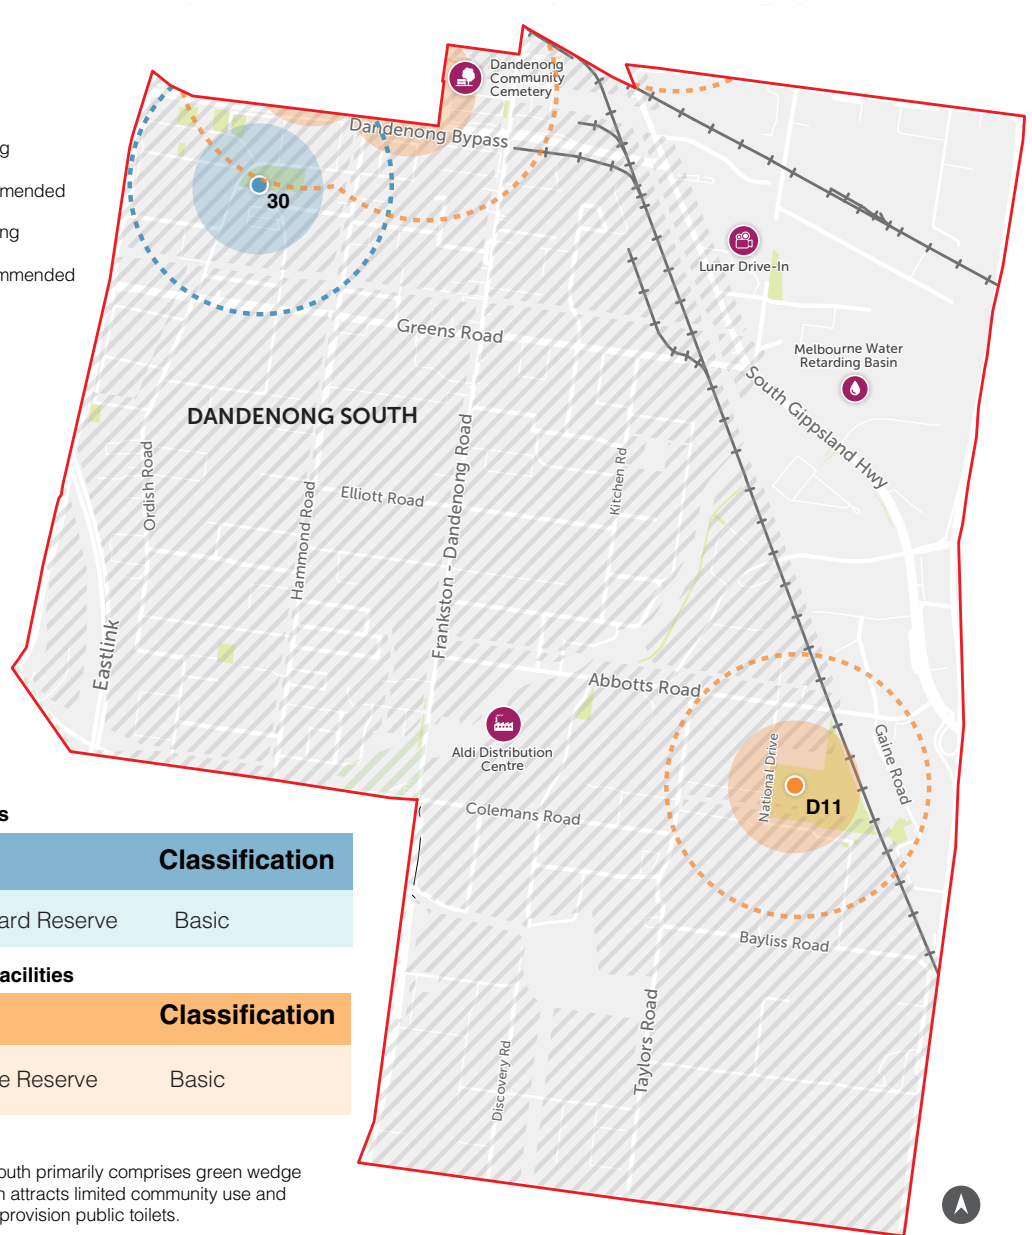 Dandenong
Community
Cemetery
Dandenong Bypass
ng
mended
ng
mmended
30
Lunar Drive-In
Greens Road
Melbourne Water
Retarding Basin
South Gippsland Hwy
DANDENONG SOUTH
Ordish Road
Hammond Road
Elliott Road
Frankston - Dandenong Road
Kitchen Rd
Eastlink
Abbotts Road
Aldi Distribution
Centre
National Drive
Gaine Road
D11
Colemans Road
s
Classification
ard Reserve Basic
Bayliss Road
acilities
Classification
e Reserve Basic
Discovery Rd
Taylors Road
outh primarily comprises green wedge
n attracts limited community use and
provision public toilets.